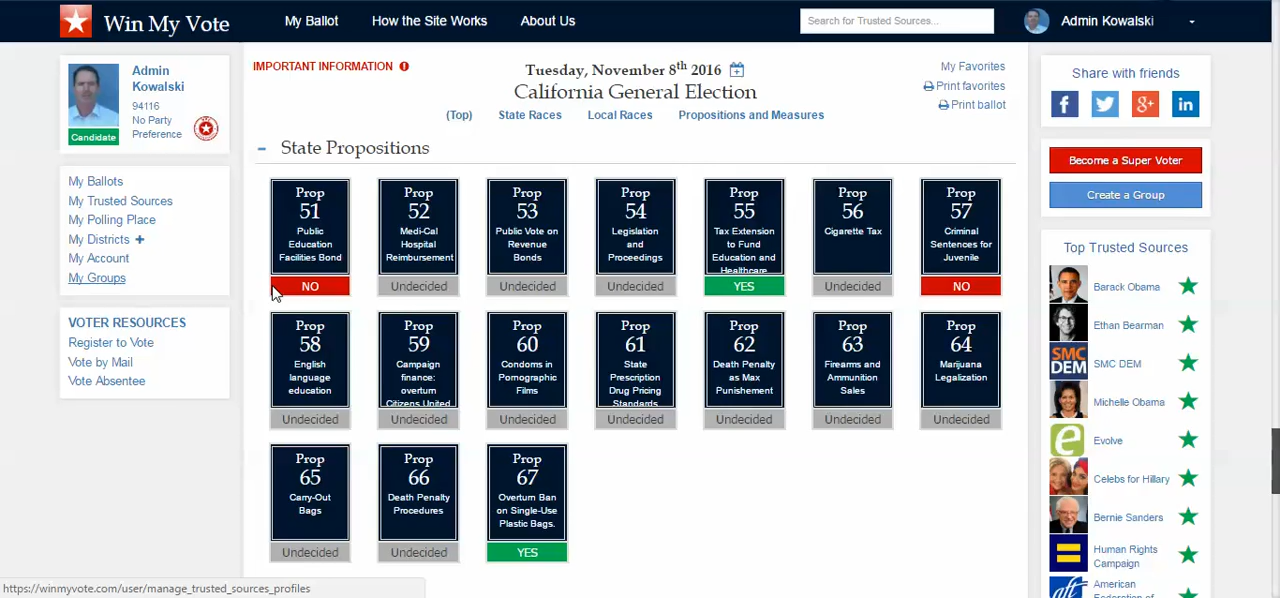 Win My Vote
My Ballot
How the Site Works
About Us
Search for Trusted Sources...
Admin Kowalski
Admin
Kowalski
94116
No Party
Preference
Candidate
My Ballots
My Trusted Sources
My Polling Place
My Districts +
My Account
My Groups
VOTER RESOURCES
Register to Vote
Vote by Mail
Vote Absentee
IMPORTANT INFORMATION
Tuesday, November 8th 2016
California General Election
(Top)
State Races
Local Races
Propositions and Measures
My Favorites
Print favorites
Print ballot
State Propositions
Prop
51
Public
Education
Facilities Bond
NO
Prop
52
Medi-Cal
Hospital
Reimbursement
Undecided
Prop
53
Public Vote on
Revenue
Bonds
Undecided
Prop
54
Legislation
and
Proceedings
Undecided
Prop
55
Tax Extension
to Fund
Education and
Healthcare
YES
Prop
56
Cigarette Tax
Undecided
Prop
57
Criminal
Sentences for
Juvenile
NO
Prop
58
English
language
education
Undecided
Prop
59
Campaign
finance:
overturn
Citizens United
Undecided
Prop
60
Condoms in
Pornographic
Films
Undecided
Prop
61
State
Prescription
Drug Pricing
Standards
Undecided
Prop
62
Death Penalty
as Max
Punishement
Undecided
Prop
63
Firearms and
Ammunition
Sales
Undecided
Prop
64
Marijuana
Legalization
Undecided
Prop
65
Carry-Out
Bags
Undecided
Prop
66
Death Penalty
Procedures
Undecided
Prop
67
Overturn Ban
on Single-Use
Plastic Bags.
YES
Share with friends
f
g+
in
Become a Super Voter
Create a Group
Top Trusted Sources
Barack Obama
Ethan Bearman
SMC
DEM
SMC DEM
Michelle Obama
e
Evolve
Celebs for Hillary
Bernie Sanders
Human Rights
Campaign
aft
American
Federation of
https://winmyvote.com/user/manage_trusted_sources_profiles